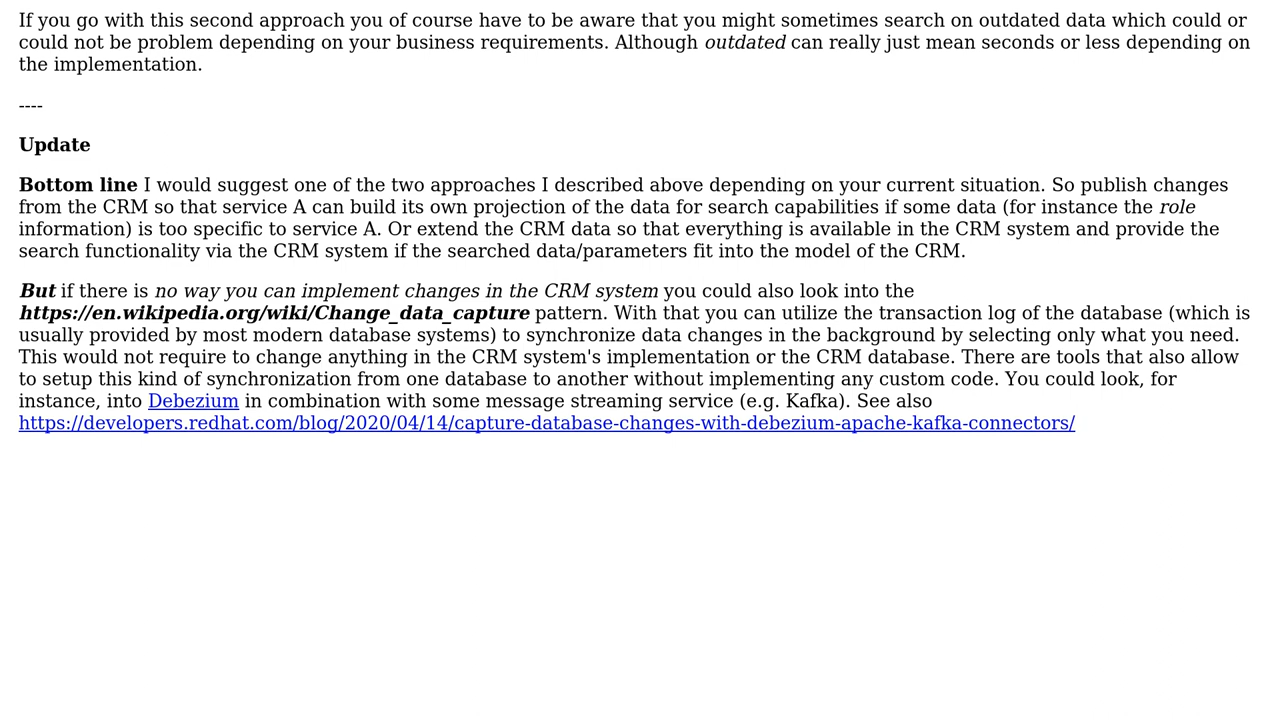 If you go with this second approach you of course have to be aware that you might sometimes search on outdated data which could or
could not be problem depending on your business requirements. Although outdated can really just mean seconds or less depending on
the implementation.
----
Update
Bottom line I would suggest one of the two approaches I described above depending on your current situation. So publish changes
from the CRM so that service A can build its own projection of the data for search capabilities if some data (for instance the role
information) is too specific to service A. Or extend the CRM data so that everything is available in the CRM system and provide the
search functionality via the CRM system if the searched data/parameters fit into the model of the CRM.
But if there is no way you can implement changes in the CRM system you could also look into the
https://en.wikipedia.org/wiki/Change_data_capture pattern. With that you can utilize the transaction log of the database (which is
usually provided by most modern database systems) to synchronize data changes in the background by selecting only what you need.
This would not require to change anything in the CRM system's implementation or the CRM database. There are tools that also allow
to setup this kind of synchronization from one database to another without implementing any custom code. You could look, for
instance, into Debezium in combination with some message streaming service (e.g. Kafka). See also
https://developers.redhat.com/blog/2020/04/14/capture-database-changes-with-debezium-apache-kafka-connectors/